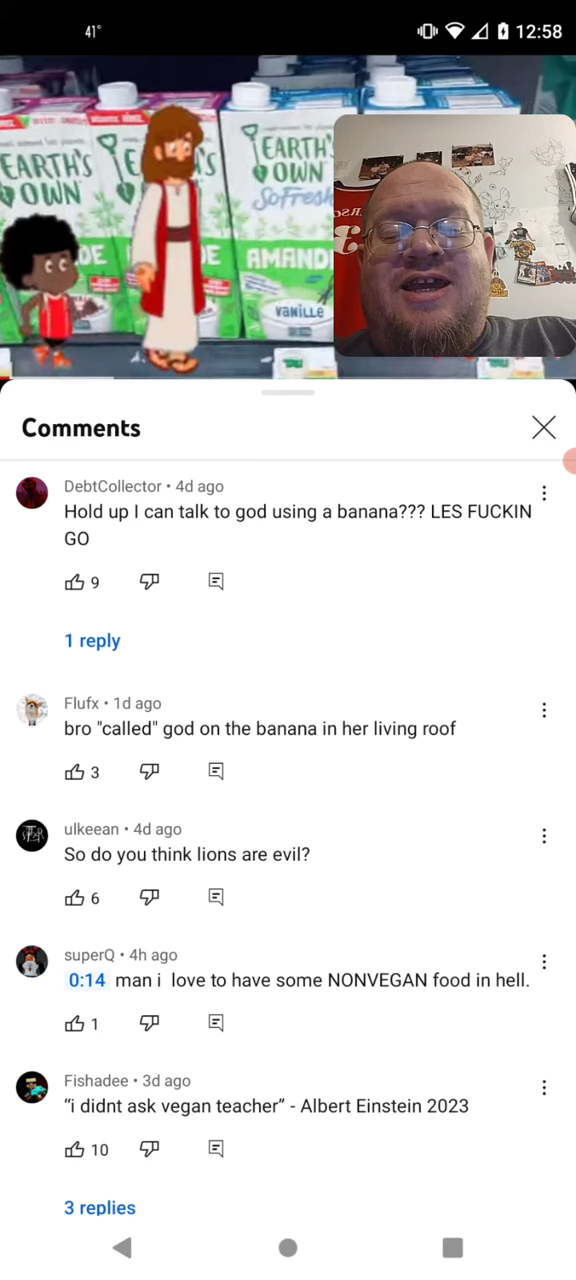 41°
12:58
EARTH'S
OWN
EARTH'S
OWN
SoFresh
AMAND
VANILLE
Comments
DebtCollector • 4d ago
Hold up I can talk to god using a banana??? LES FUCKIN
GO
9
1 reply
Flufx • 1d ago
bro "called" god on the banana in her living roof
3
ulkeean • 4d ago
So do you think lions are evil?
6
superQ • 4h ago
0:14 man i love to have some NONVEGAN food in hell.
1
Fishadee • 3d ago
“i didnt ask vegan teacher” - Albert Einstein 2023
10
3 replies